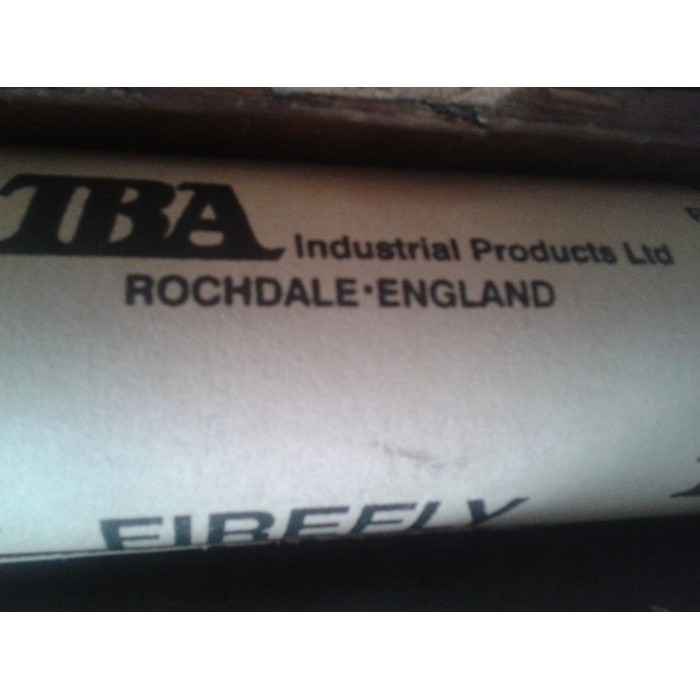 TBA Industrial Products Ltd
ROCHDALE·ENGLAND
FIREFLY